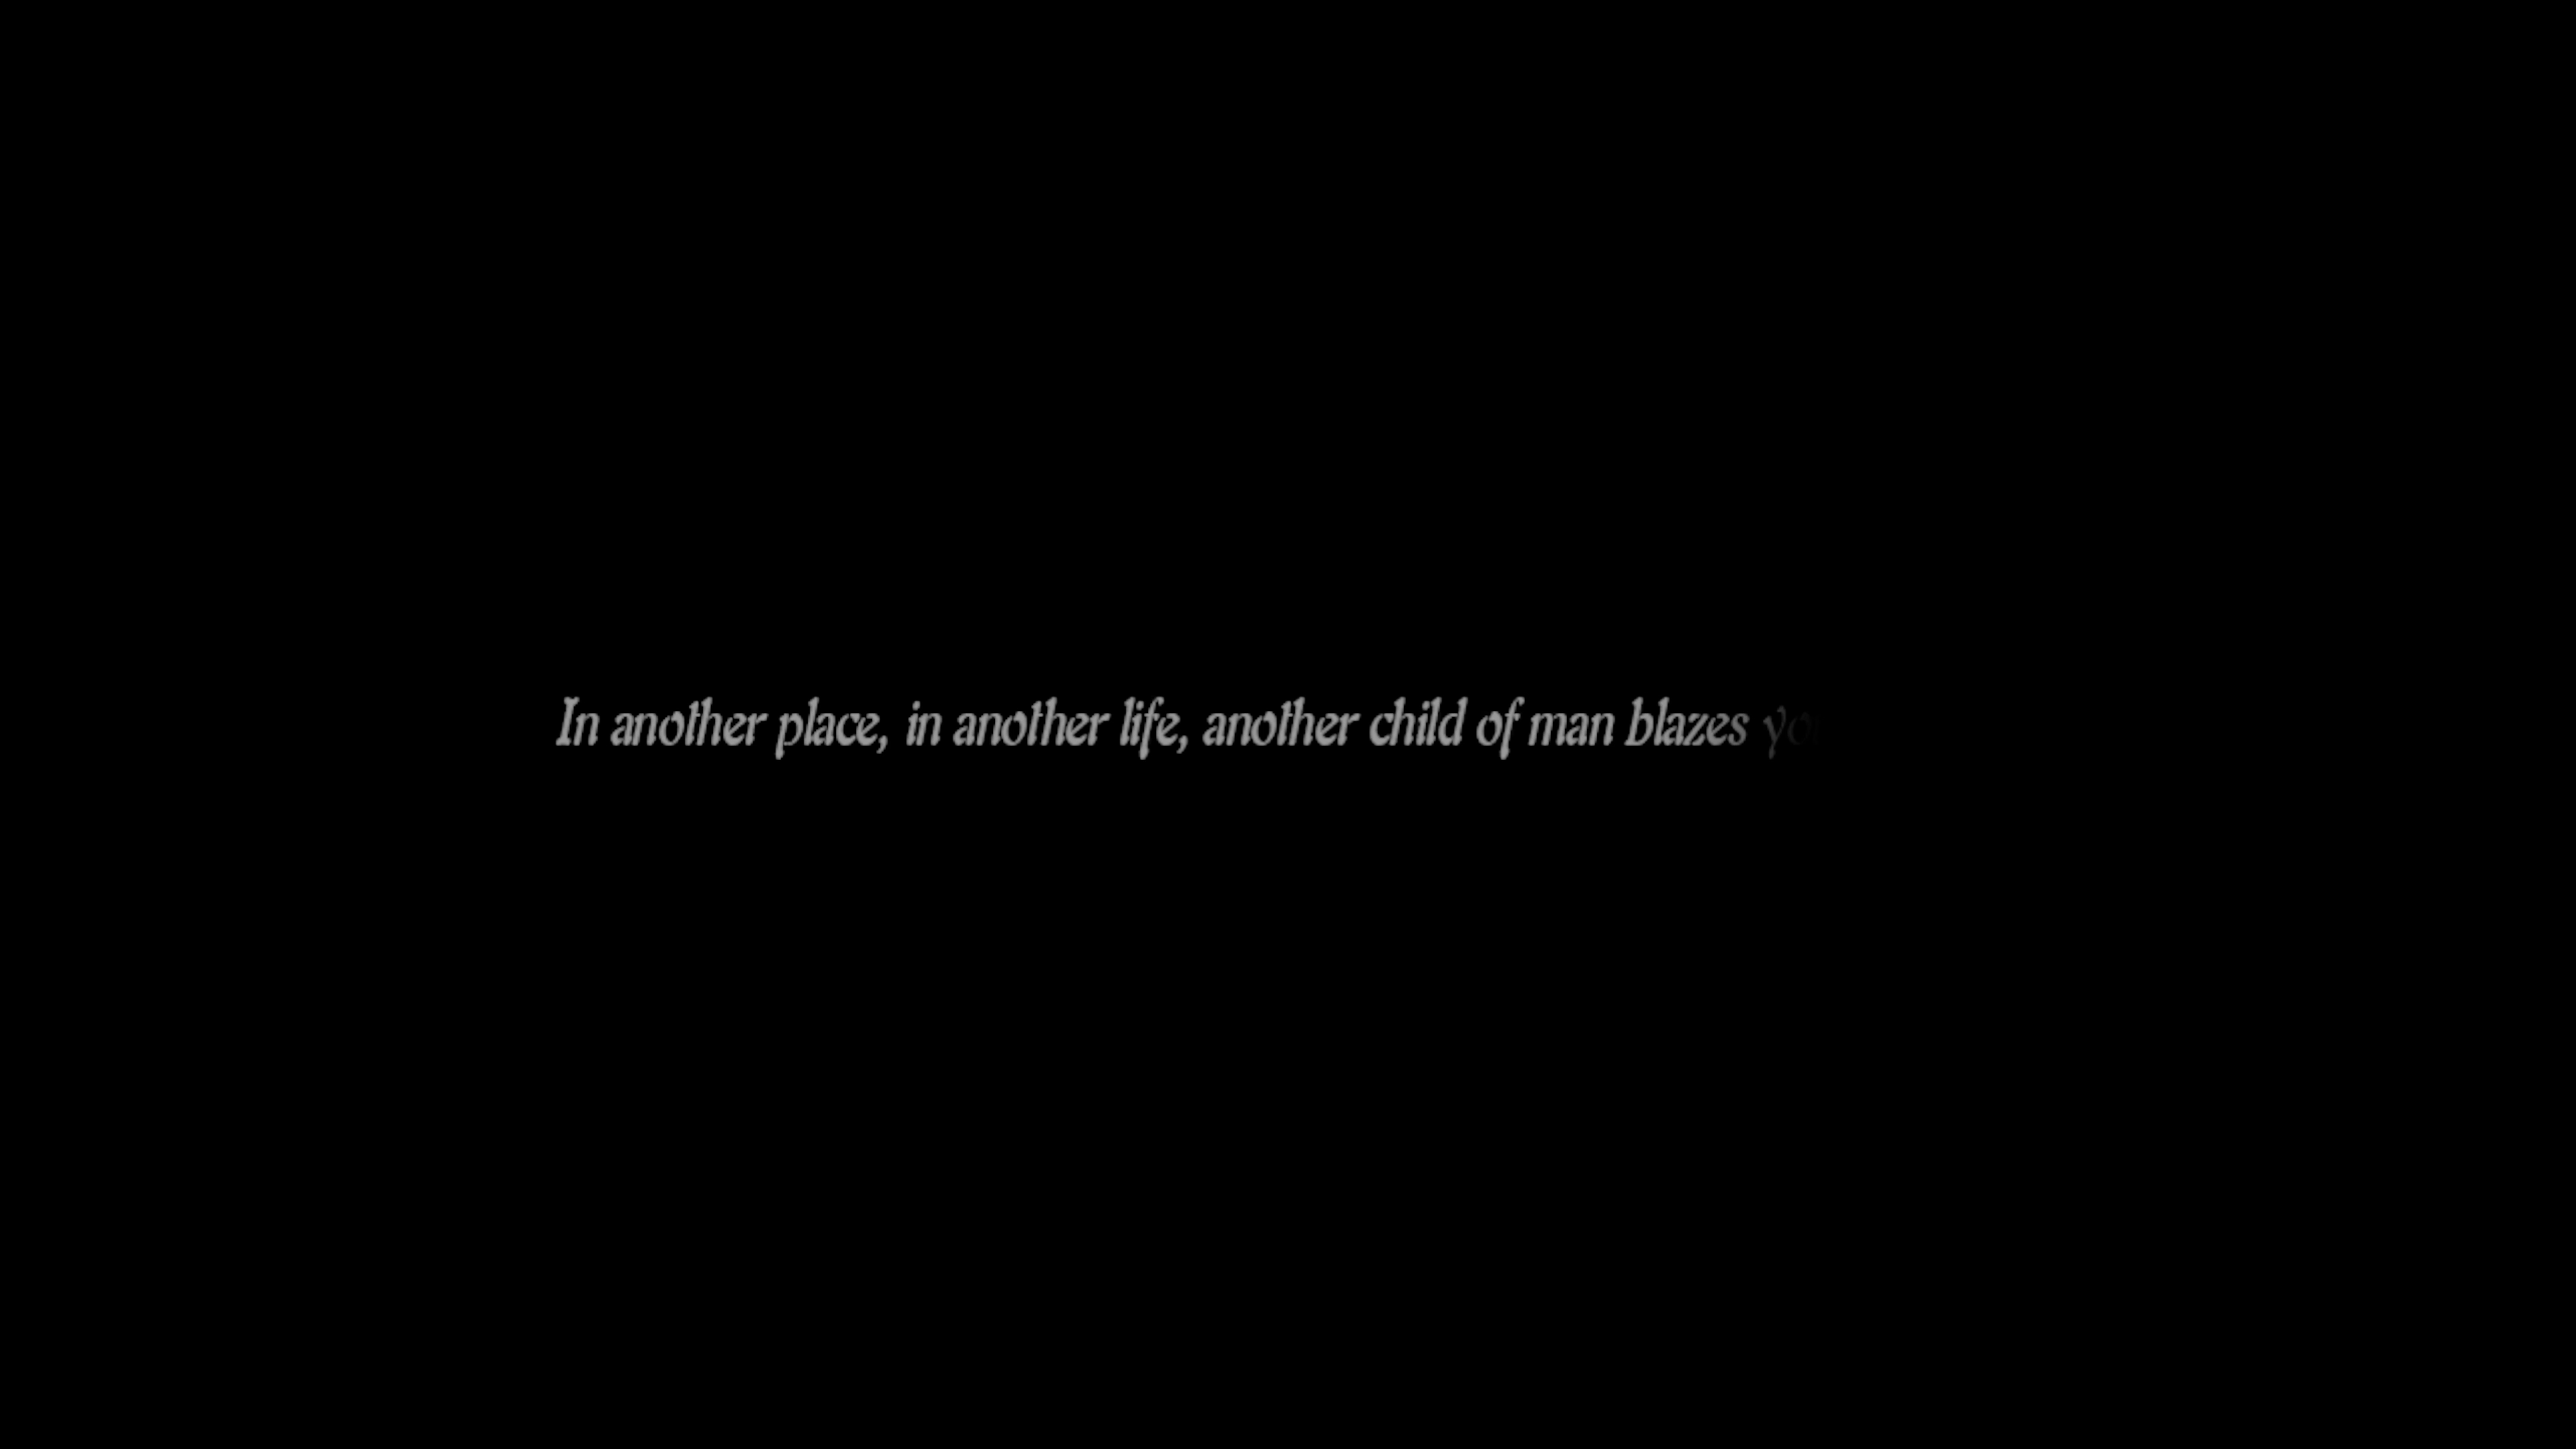 In another place, in another life, another child of man blazes